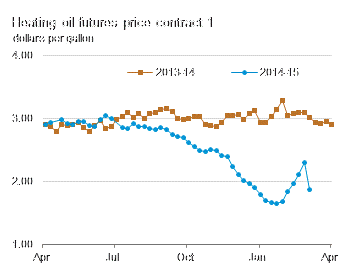 Heating oil futures price contract 1
dollars per gallon
4.00
2013-14 2014-15
3.00
2.00
1.00
Apr Jul Oct Jan Apr